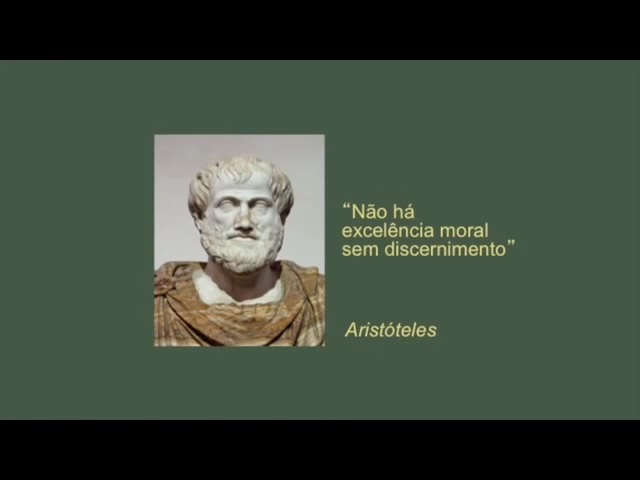 “Não há
excelência moral
sem discernimento”
Aristóteles